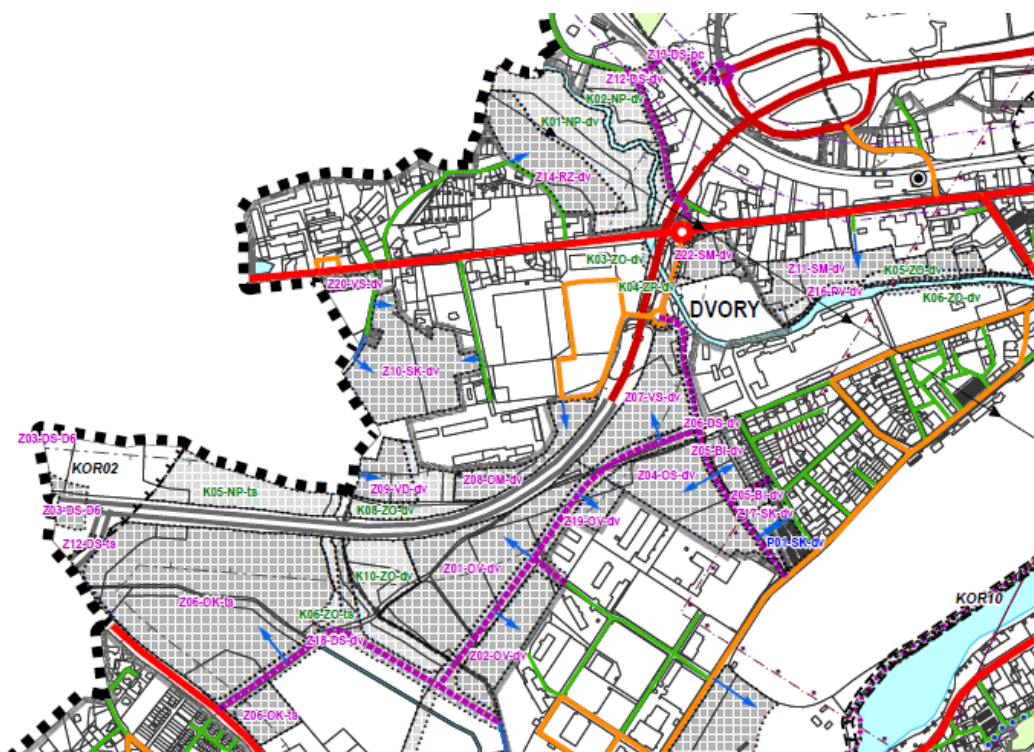 Z13-DS-pc
Z12-DS-dv
K02-NP-dv
K01-NP-dv
Z14-RZ-dv
K03-ZO-dv
Z22-SM-dv
Z11-SM-dv
K05-ZO-dv
Z20-VS-dv
K04-ZP-dv
Z16-PV-dv
K06-ZO-dv
DVORY
Z10-SK-dv
Z07-VS-dv
Z06-DS-dv
Z03-DS-D6
KOR02
Z05-BI-dv
K05-NP-ts
Z09-VD-dv
Z08-OM-dv
Z04-OS-dv
Z05-BI-dv
Z03-DS-D6
K08-ZO-dv
Z19-OV-dv
Z17-SK-dv
Z12-DS-ts
P01-SK-dv
Z01-OV-dv
K10-ZO-dv
Z06-OK-ts
K06-ZO-ts
KOR10
Z18-DS-dv
Z02-OV-dv
Z06-OK-ts